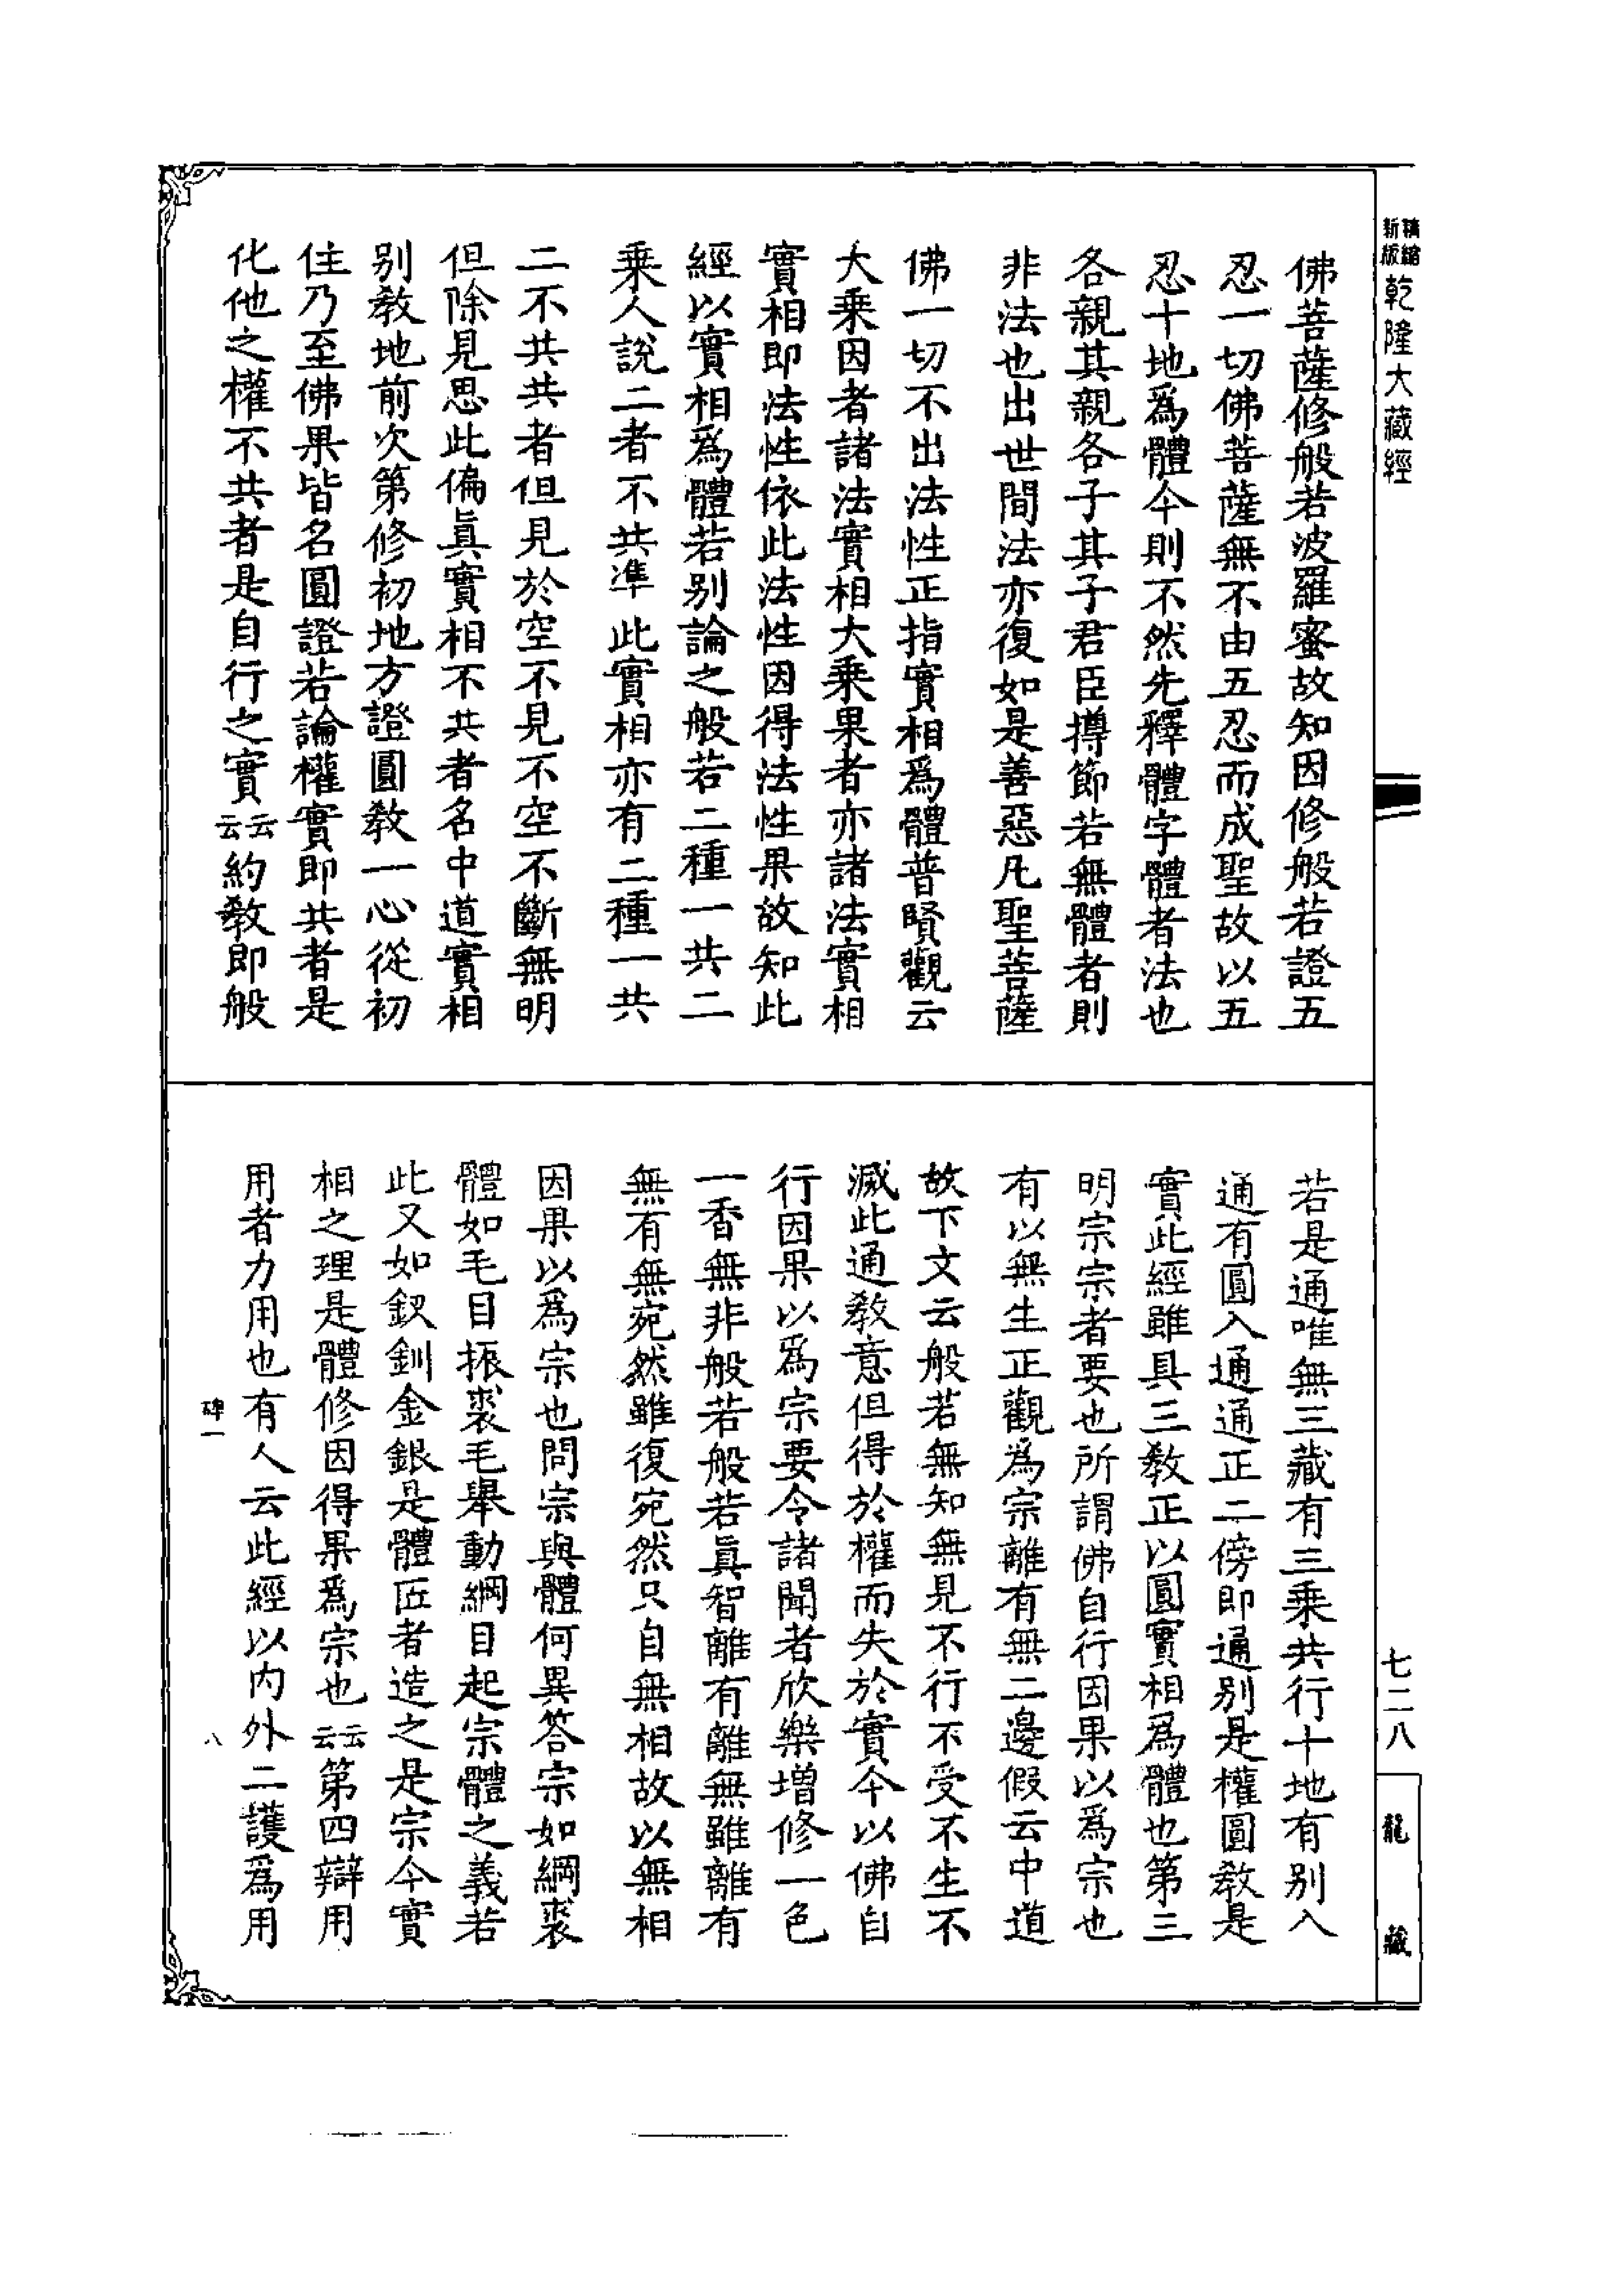 精縮新版乾隆大藏經
佛菩薩修般若波羅蜜故知因修般若證五
忍一切佛菩薩無不由五忍而成聖故以五
忍十地爲體今則不然先釋體字體者法也
各親其親各子其子君臣撙節若無體者則
非法也出世間法亦復如是善惡凡聖菩薩
佛一切不出法性正指實相爲體普賢觀云
大乗因者諸法實相大乗果者亦諸法實相
實相即法性依此法性因得法性果故知此
經以實相爲體若别論之般若二種一共二
乗人說二者不共準此實相亦有二種一共
二不共共者但見於空不見不空不斷無明
但除見思此偏眞實相不共者名中道實相
别教地前次第修初地方證圓教一心從初
住乃至佛果皆名圓證若論權實即共者是
化他之權不共者是自行之實云云約教即般
若是通唯無三藏有三乗共行十地有别入
通有圓入通通正二傍即通别是權圓教是
實此經雖具三教正以圓實相爲體也第三
明宗宗者要也所謂佛自行因果以爲宗也
有以無生正觀爲宗離有無二邊假云中道
故下文云般若無知無見不行不受不生不
滅此通教意但得於權而失於實今以佛自
行因果以爲宗要令諸聞者欣樂增修一色
一香無非般若般若眞智離有離無雖離有
無有無宛然雖復宛然只自無相故以無相
因果以爲宗也問宗與體何異答宗如綱裘
體如毛目振裘毛舉動綱目起宗體之義若
此又如釵釧金銀是體匠者造之是宗今實
相之理是體修因得果爲宗也云云第四辯用
用者力用也有人云此經以内外二護爲用
碑一
八
七二八
龍藏